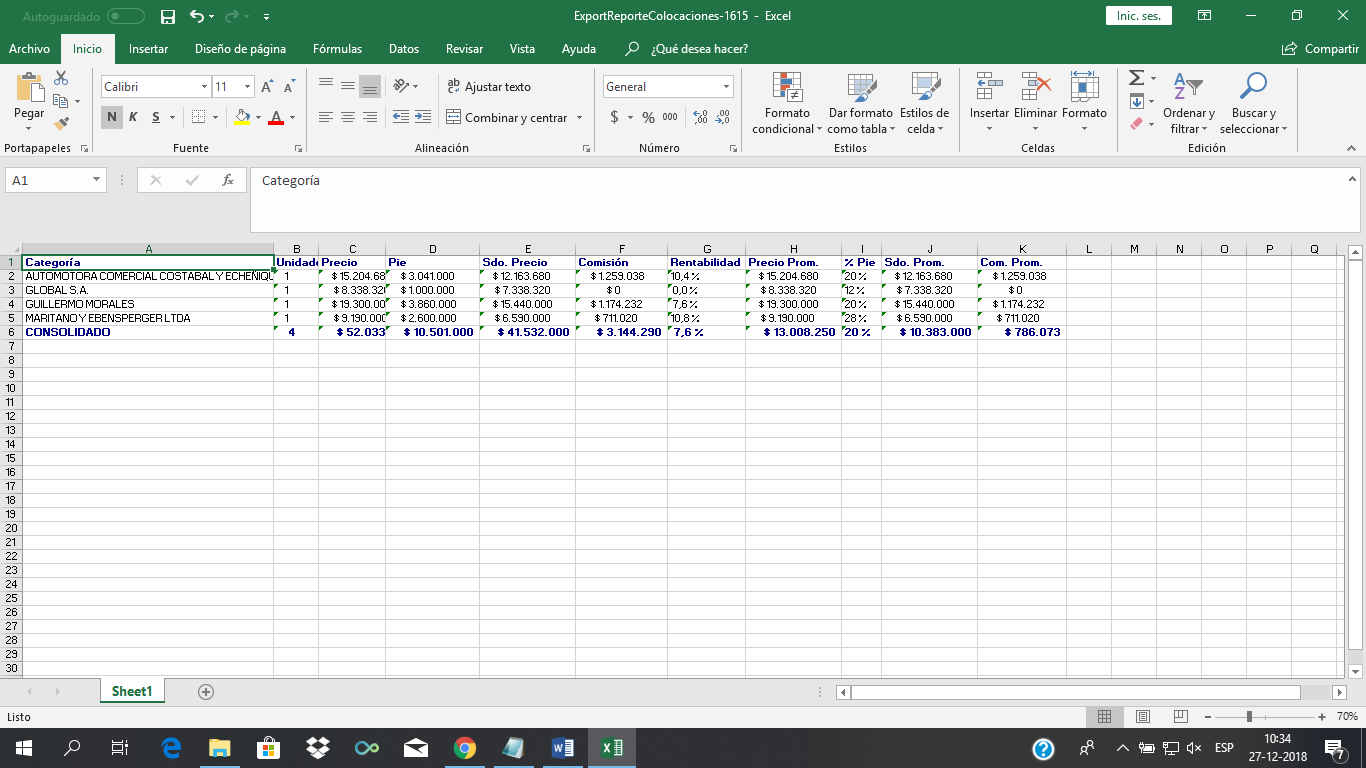 Autoguardado
ExportReporteColocaciones-1615 - Excel
Inic. ses.
Archivo Inicio Insertar Diseño de página Fórmulas Datos Revisar Vista Ayuda ¿Qué desea hacer? Compartir
Pegar
Calibri 11
N K S
Ajustar texto
Combinar y centrar
General
$ % 000
Formato condicional
Dar formato como tabla
Estilos de celda
Insertar Eliminar Formato
Ordenar y filtrar
Buscar y seleccionar
Portapapeles Fuente Alineación Número Estilos Celdas Edición
A1 fx Categoría
A B C D E F G H I J K L M N O P Q
1 Categoría Unidade Precio Pie Sdo. Precio Comisión Rentabilidad Precio Prom. % Pie Sdo. Prom. Com. Prom.
2 AUTOMOTORA COMERCIAL COSTABAL Y ECHEÑIQU 1 $ 15.204.68 $ 3.041.000 $ 12.163.680 $ 1.259.038 10,4 % $ 15.204.680 20 % $ 12.163.680 $ 1.259.038
3 GLOBAL S.A. 1 $ 8.338.32 $ 1.000.000 $ 7.338.320 $ 0 0,0 % $ 8.338.320 12 % $ 7.338.320 $ 0
4 GUILLERMO MORALES 1 $ 19.300.00 $ 3.860.000 $ 15.440.000 $ 1.174.232 7,6 % $ 19.300.000 20 % $ 15.440.000 $ 1.174.232
5 MARITANO Y EBENSPERGER LTDA 1 $ 9.190.000 $ 2.600.000 $ 6.590.000 $ 711.020 10,8 % $ 9.190.000 28 % $ 6.590.000 $ 711.020
6 CONSOLIDADO 4 $ 52.033 $ 10.501.000 $ 41.532.000 $ 3.144.290 7,6 % $ 13.008.250 20 % $ 10.383.000 $ 786.073
7
8
9
10
11
12
13
14
15
16
17
18
19
20
21
22
23
24
25
26
27
28
29
30
Sheet1
Listo
70%
ESP
10:34
27-12-2018
7